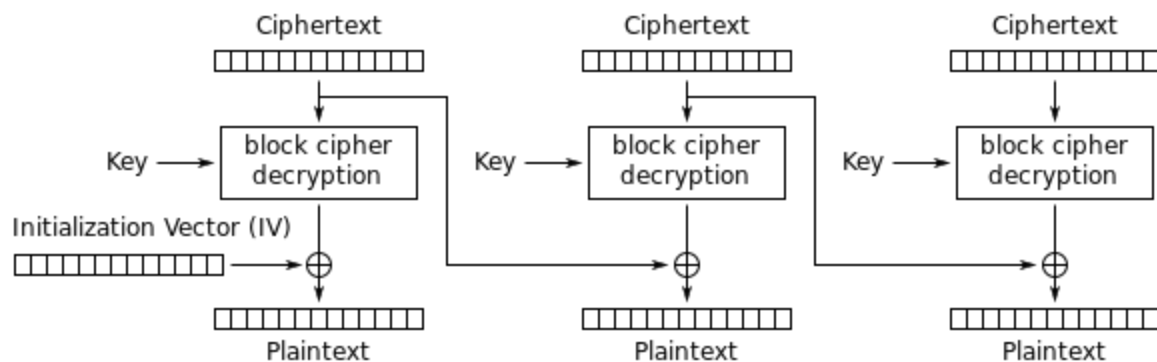 Ciphertext
Ciphertext
Ciphertext
Key
block cipher
decryption
Key
block cipher
decryption
Key
block cipher
decryption
Initialization Vector (IV)
Plaintext
Plaintext
Plaintext